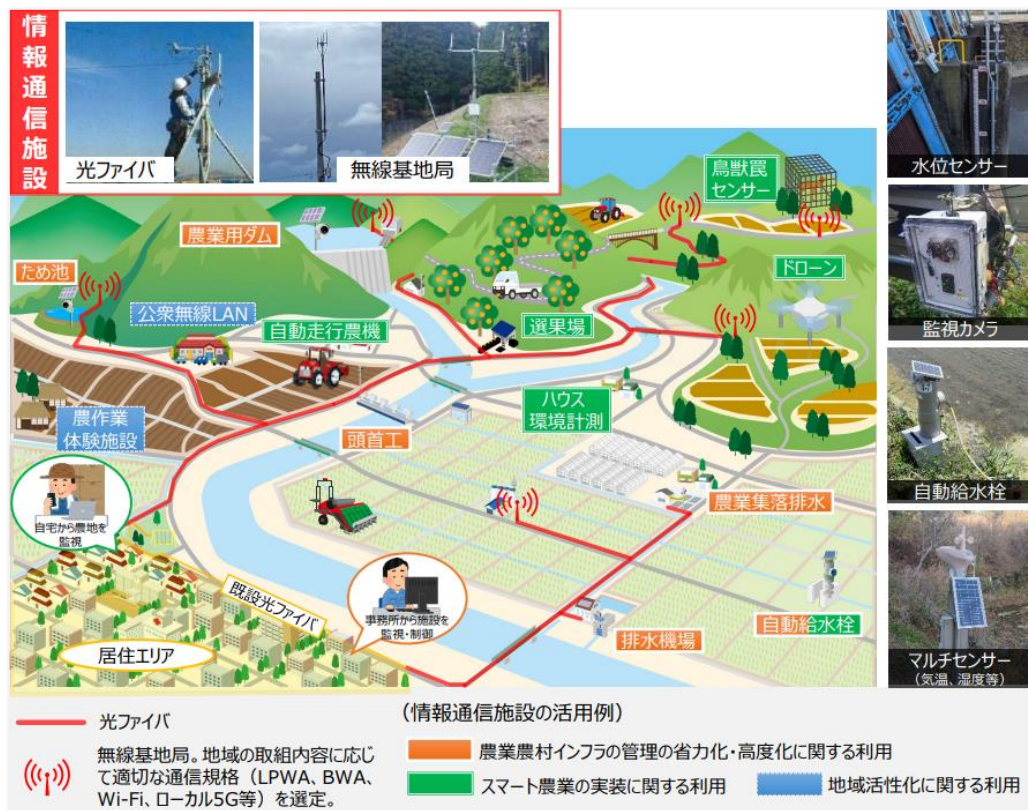 情報通信施設
光ファイバ
無線基地局
水位センサー
鳥獣罠
センサー
農業用ダム
ため池
ドローン
公衆無線LAN
自動走行農機
選果場
監視カメラ
ハウス
環境計測
農作業
体験施設
頭首工
自宅から農地を
監視
農業集落排水
自動給水栓
既設光ファイバ
事務所から施設を
監視・制御
自動給水栓
排水機場
居住エリア
マルチセンサー
(気温、湿度等)
光ファイバ
無線基地局。地域の取組内容に応じ
て適切な通信規格(LPWA、BWA、
Wi-Fi、ローカル5G等)を選定。
(情報通信施設の活用例)
農業農村インフラの管理の省力化・高度化に関する利用
スマート農業の実装に関する利用
地域活性化に関する利用